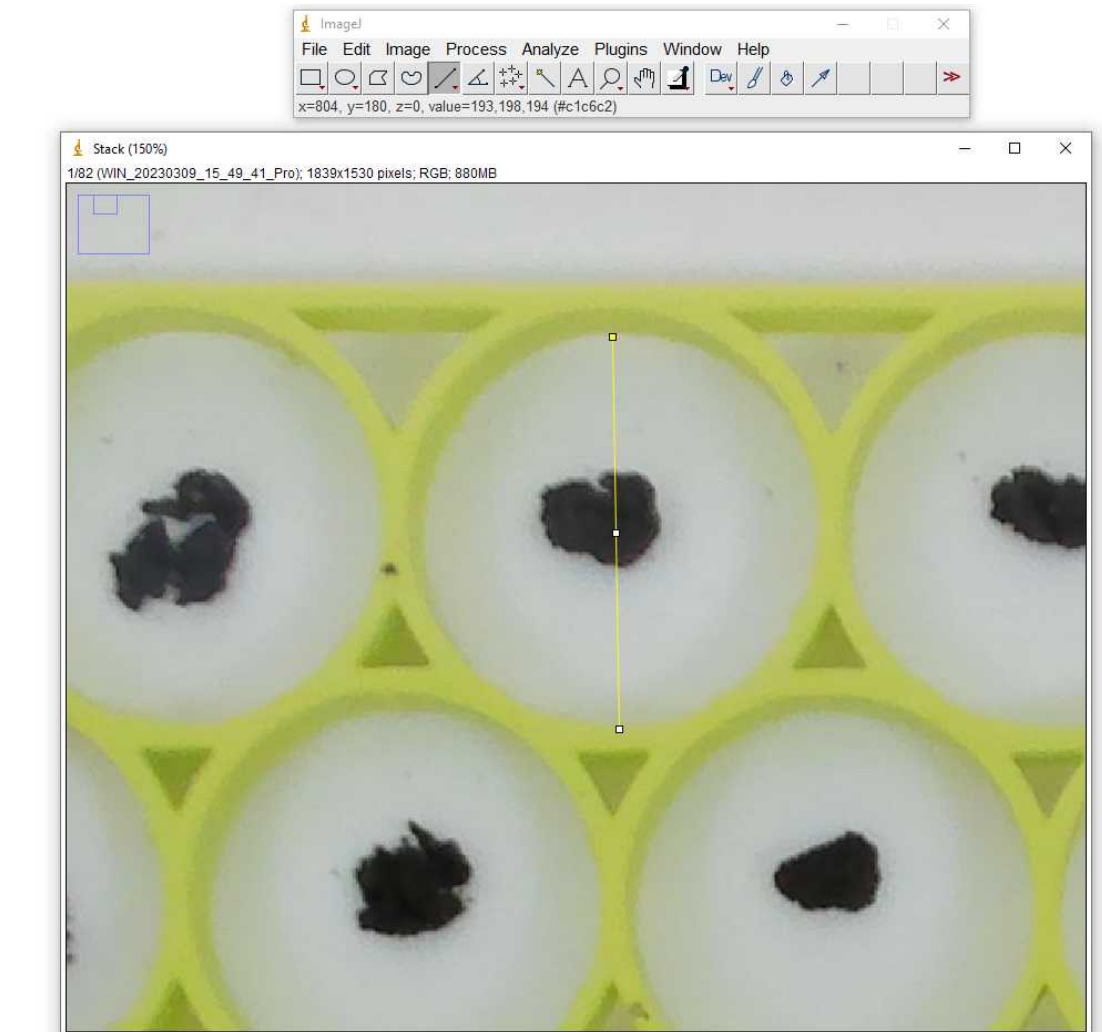 ImageJ
File Edit Image Process Analyze Plugins Window Help
A Dev >>
x=804, y=180, z=0, value=193,198,194 (#c1c6c2)
Stack (150%)
1/82 (WIN_20230309_15_49_41_Pro); 1839x1530 pixels; RGB; 880MB